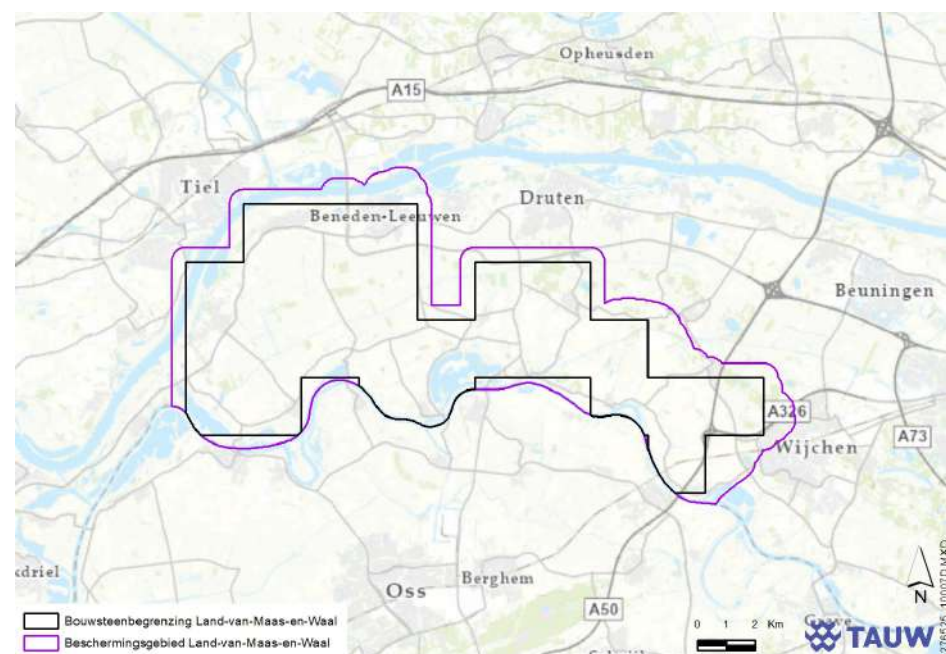 Opheusden
A15
Tiel
Druten
Beneden-Leeuwen
Beuningen
A326
Wijchen
A73
Oss
Berghem
A50
N
Bouwsteenbegrenzing Land-van-Maas-en-Waal
Beschermingsgebied Land-van-Maas-en-Waal
0 1 2 Km
TAUW